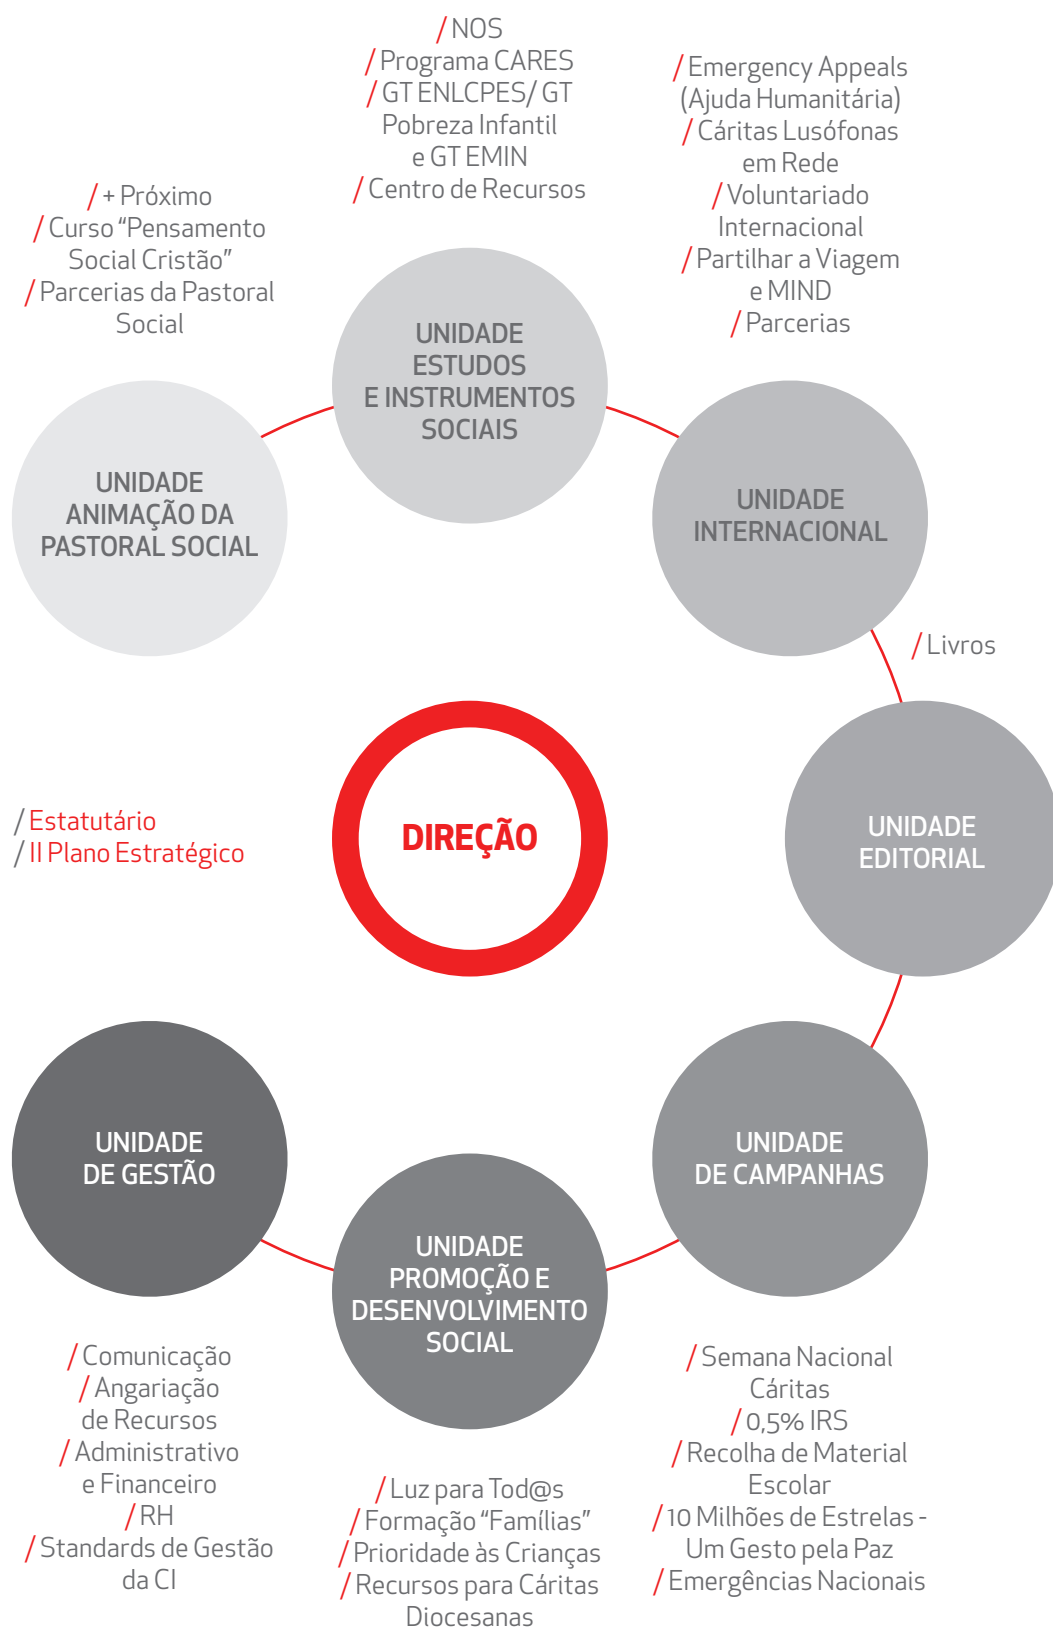 / NOS
/ Programa CARES
/ GT ENLCPES/ GT
Pobreza Infantil
e GT EMIN
/ Centro de Recursos
/ Emergency Appeals
(Ajuda Humanitária)
/ Cáritas Lusófonas
em Rede
/ Voluntariado
Internacional
/ Partilhar a Viagem
e MIND
/ Parcerias
/ + Próximo
/ Curso “Pensamento
Social Cristão”
/ Parcerias da Pastoral
Social
UNIDADE
ESTUDOS
E INSTRUMENTOS
SOCIAIS
UNIDADE
ANIMAÇÃO DA
PASTORAL SOCIAL
UNIDADE
INTERNACIONAL
/ Livros
/ Estatutário
/ II Plano Estratégico
DIREÇÃO
UNIDADE
EDITORIAL
UNIDADE
DE GESTÃO
UNIDADE
DE CAMPANHAS
UNIDADE
PROMOÇÃO E
DESENVOLVIMENTO
SOCIAL
/ Comunicação
/ Angariação
de Recursos
/ Administrativo
e Financeiro
/ RH
/ Standards de Gestão
da CI
/ Luz para Tod@s
/ Formação “Famílias”
/ Prioridade às Crianças
/ Recursos para Cáritas
Diocesanas
/ Semana Nacional
Cáritas
/ 0,5% IRS
/ Recolha de Material
Escolar
/ 10 Milhões de Estrelas -
Um Gesto pela Paz
/ Emergências Nacionais